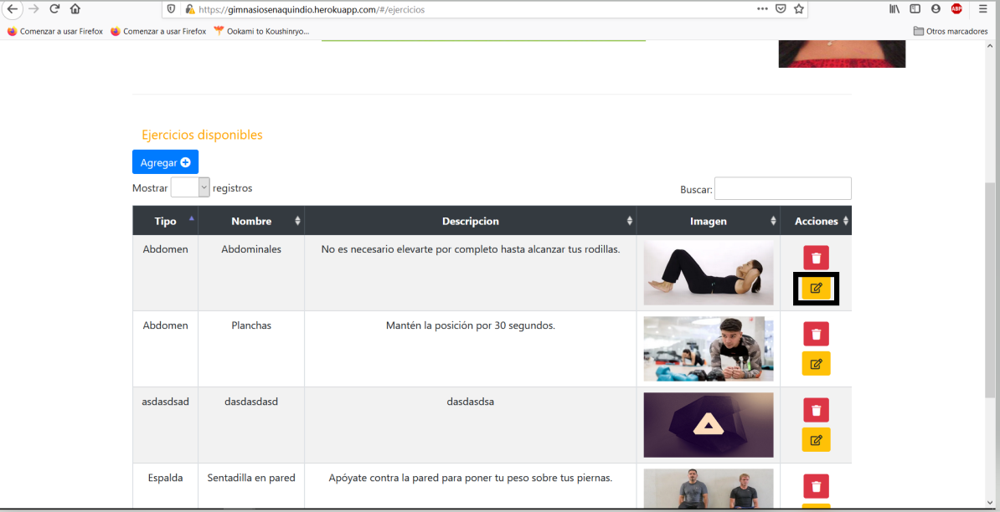 https://gimnasiosenaquindio.herokuapp.com/#/ejercicios
ABP
Comenzar a usar Firefox Comenzar a usar Firefox Ookami to Koushinryo... Otros marcadores
Ejercicios disponibles
Agregar
Mostrar registros Buscar:
Tipo Nombre Descripcion Imagen Acciones
Abdomen Abdominales No es necesario elevarte por completo hasta alcanzar tus rodillas.
Abdomen Planchas Mantén la posición por 30 segundos.
asdasdsad dasdasdasd dasdasdsa
Espalda Sentadilla en pared Apóyate contra la pared para poner tu peso sobre tus piernas.